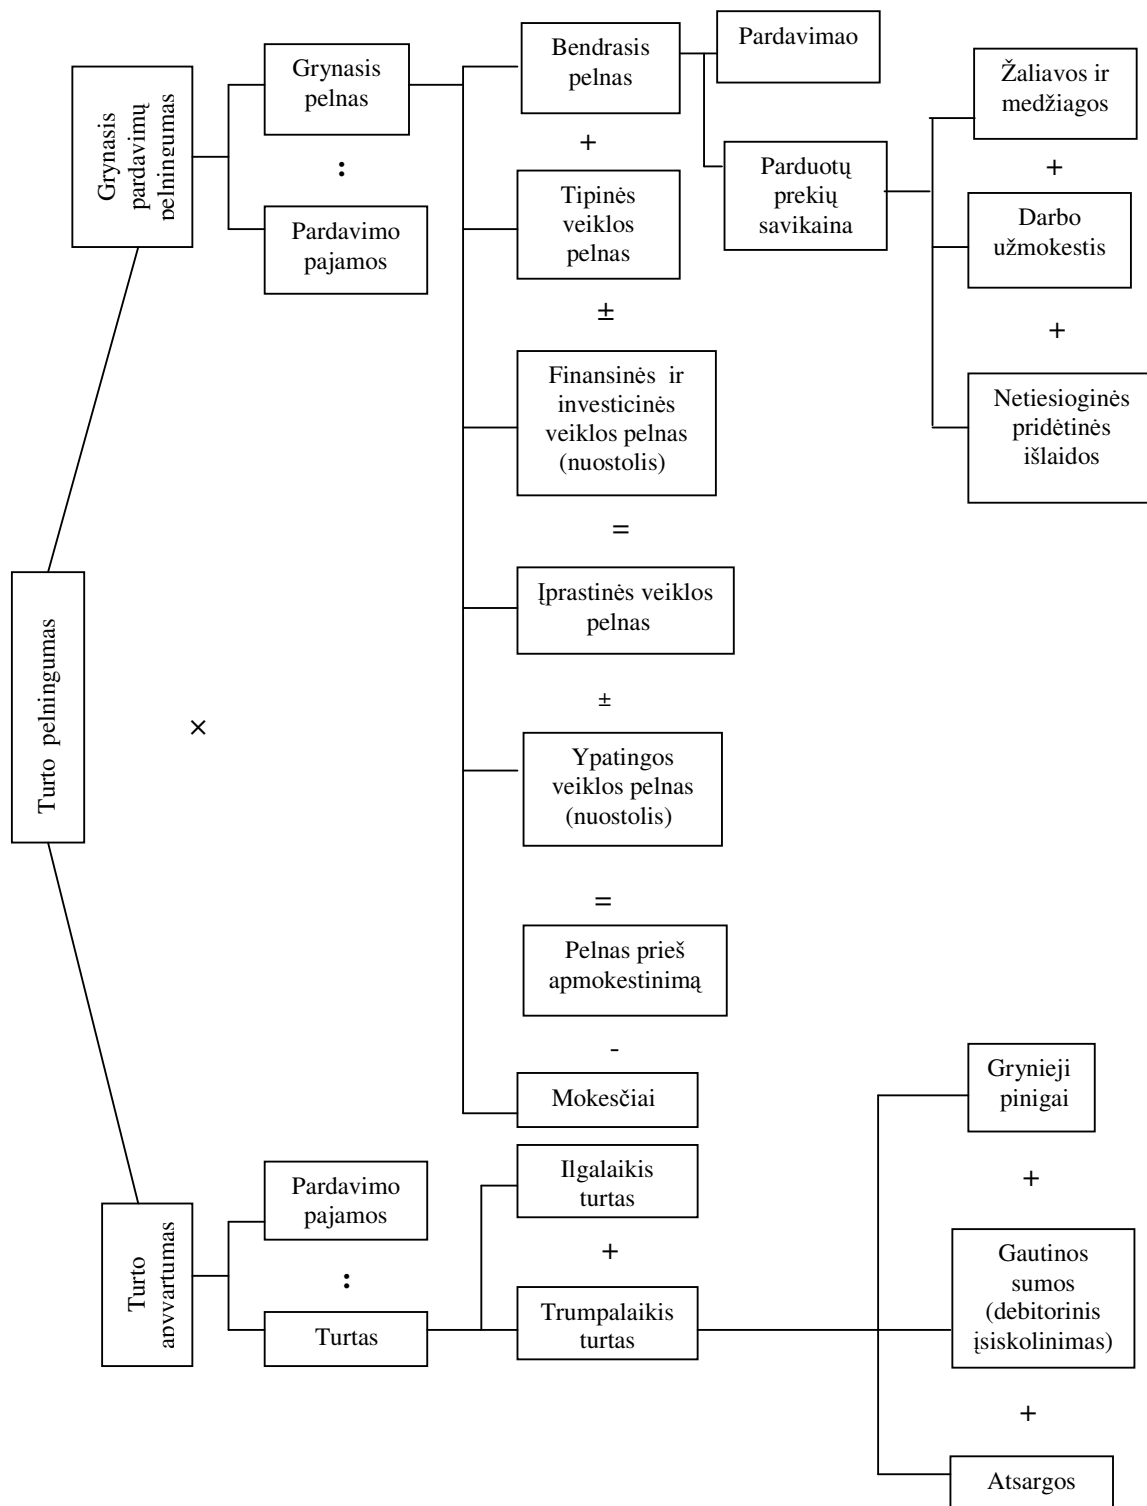 Grynasis
pardavimų
pelningumas
Grynasis
pelnas
:
Pardavimo
pajamos
Bendrasis
pelnas
+
Tipinės
veiklos
pelnas
±
Finansinės ir
investicinės
veiklos pelnas
(nuostolis)
=
Įprastinės veiklos
pelnas
±
Ypatingos
veiklos pelnas
(nuostolis)
=
Pelnas prieš
apmokestinimą
-
Mokesčiai
Pardavimao
Parduotų
prekių
savikaina
Žaliavos ir
medžiagos
+
Darbo
užmokestis
+
Netiesioginės
pridėtinės
išlaidos
Turto pelningumas
×
Turto
apyvartumas
Pardavimo
pajamos
:
Turtas
Ilgalaikis
turtas
+
Trumpalaikis
turtas
Grynieji
pinigai
+
Gautinos
sumos
(debitorinis
įsiskolinimas)
+
Atsargos